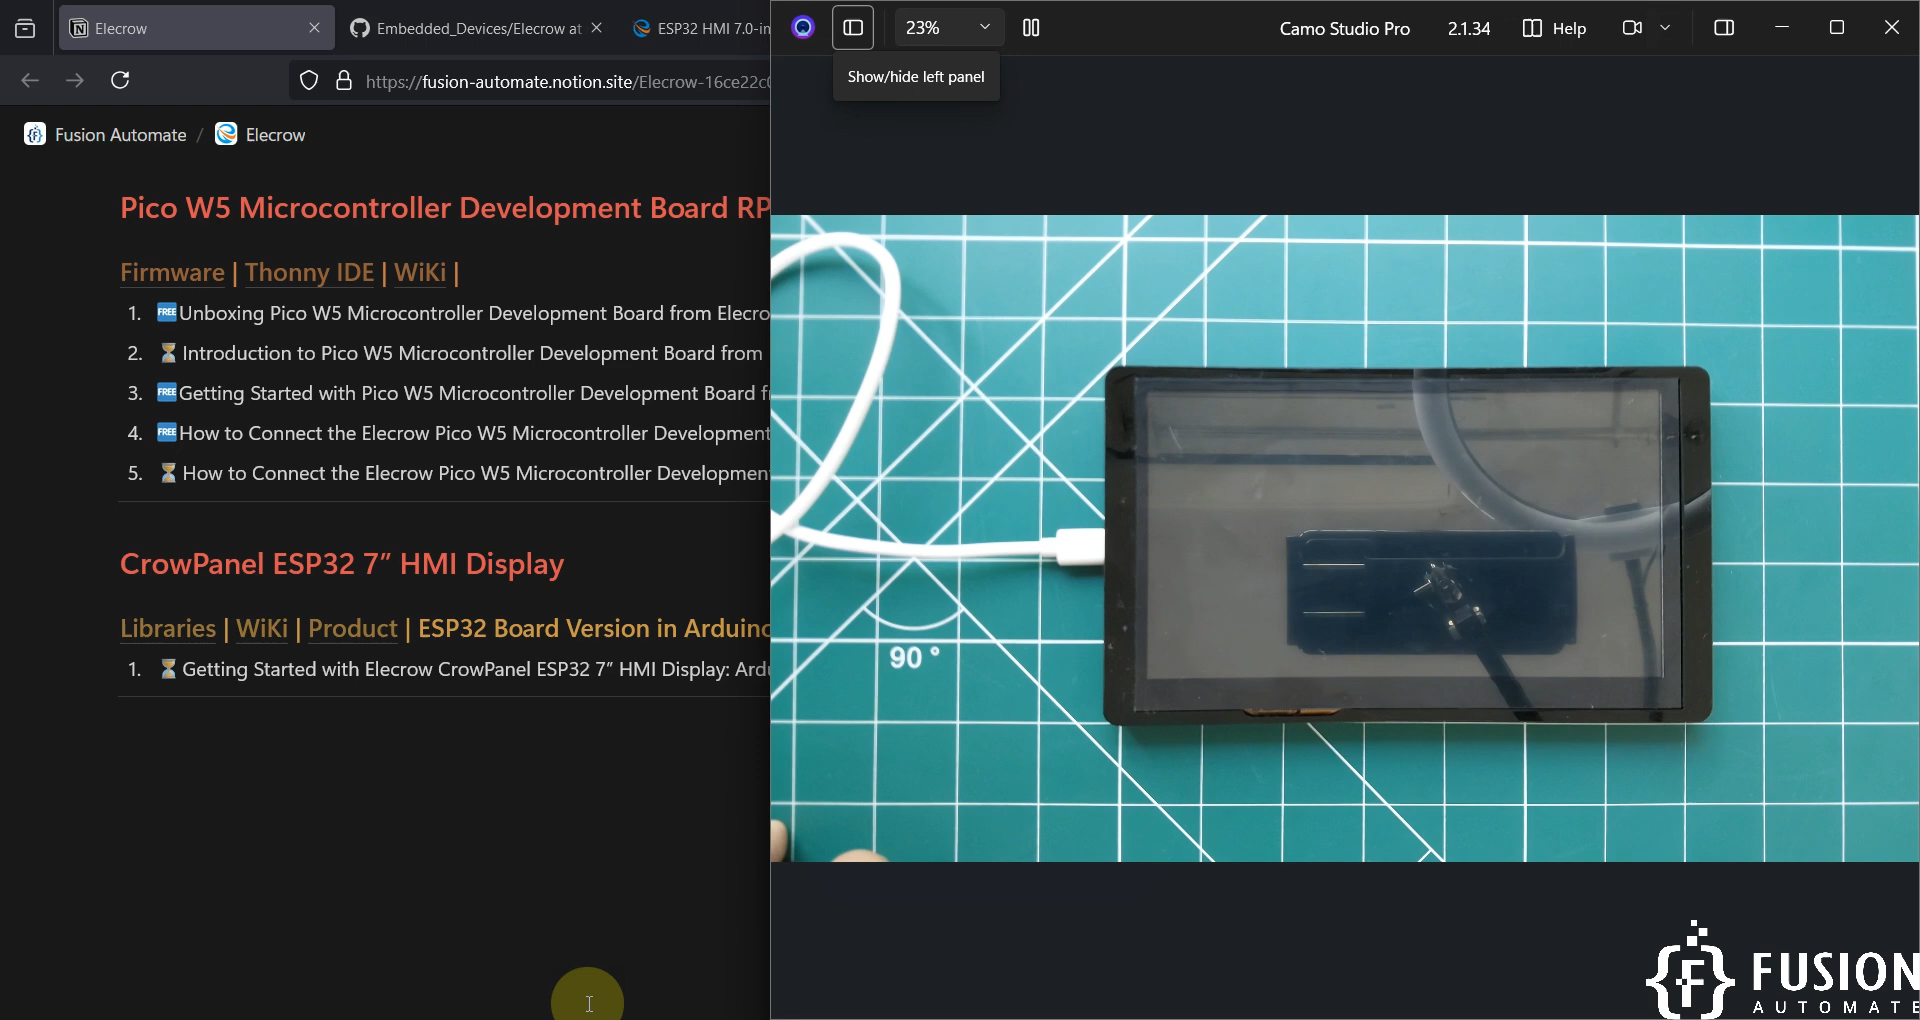 Elecrow
Embedded_Devices/Elecrow at
ESP32 HMI 7.0-in
23%
Camo Studio Pro
2.1.34
Help
https://fusion-automate.notion.site/Elecrow-16ce22c
Show/hide left panel
Fusion Automate / Elecrow
Pico W5 Microcontroller Development Board RP
Firmware | Thonny IDE | WiKi |
1. FREE Unboxing Pico W5 Microcontroller Development Board from Elecro
2. Introduction to Pico W5 Microcontroller Development Board from
3. FREE Getting Started with Pico W5 Microcontroller Development Board f
4. FREE How to Connect the Elecrow Pico W5 Microcontroller Development
5. How to Connect the Elecrow Pico W5 Microcontroller Developmen
CrowPanel ESP32 7” HMI Display
Libraries | WiKi | Product | ESP32 Board Version in Arduino
1. Getting Started with Elecrow CrowPanel ESP32 7” HMI Display: Ard
90 °
{F} FUSION
AUTOMATE